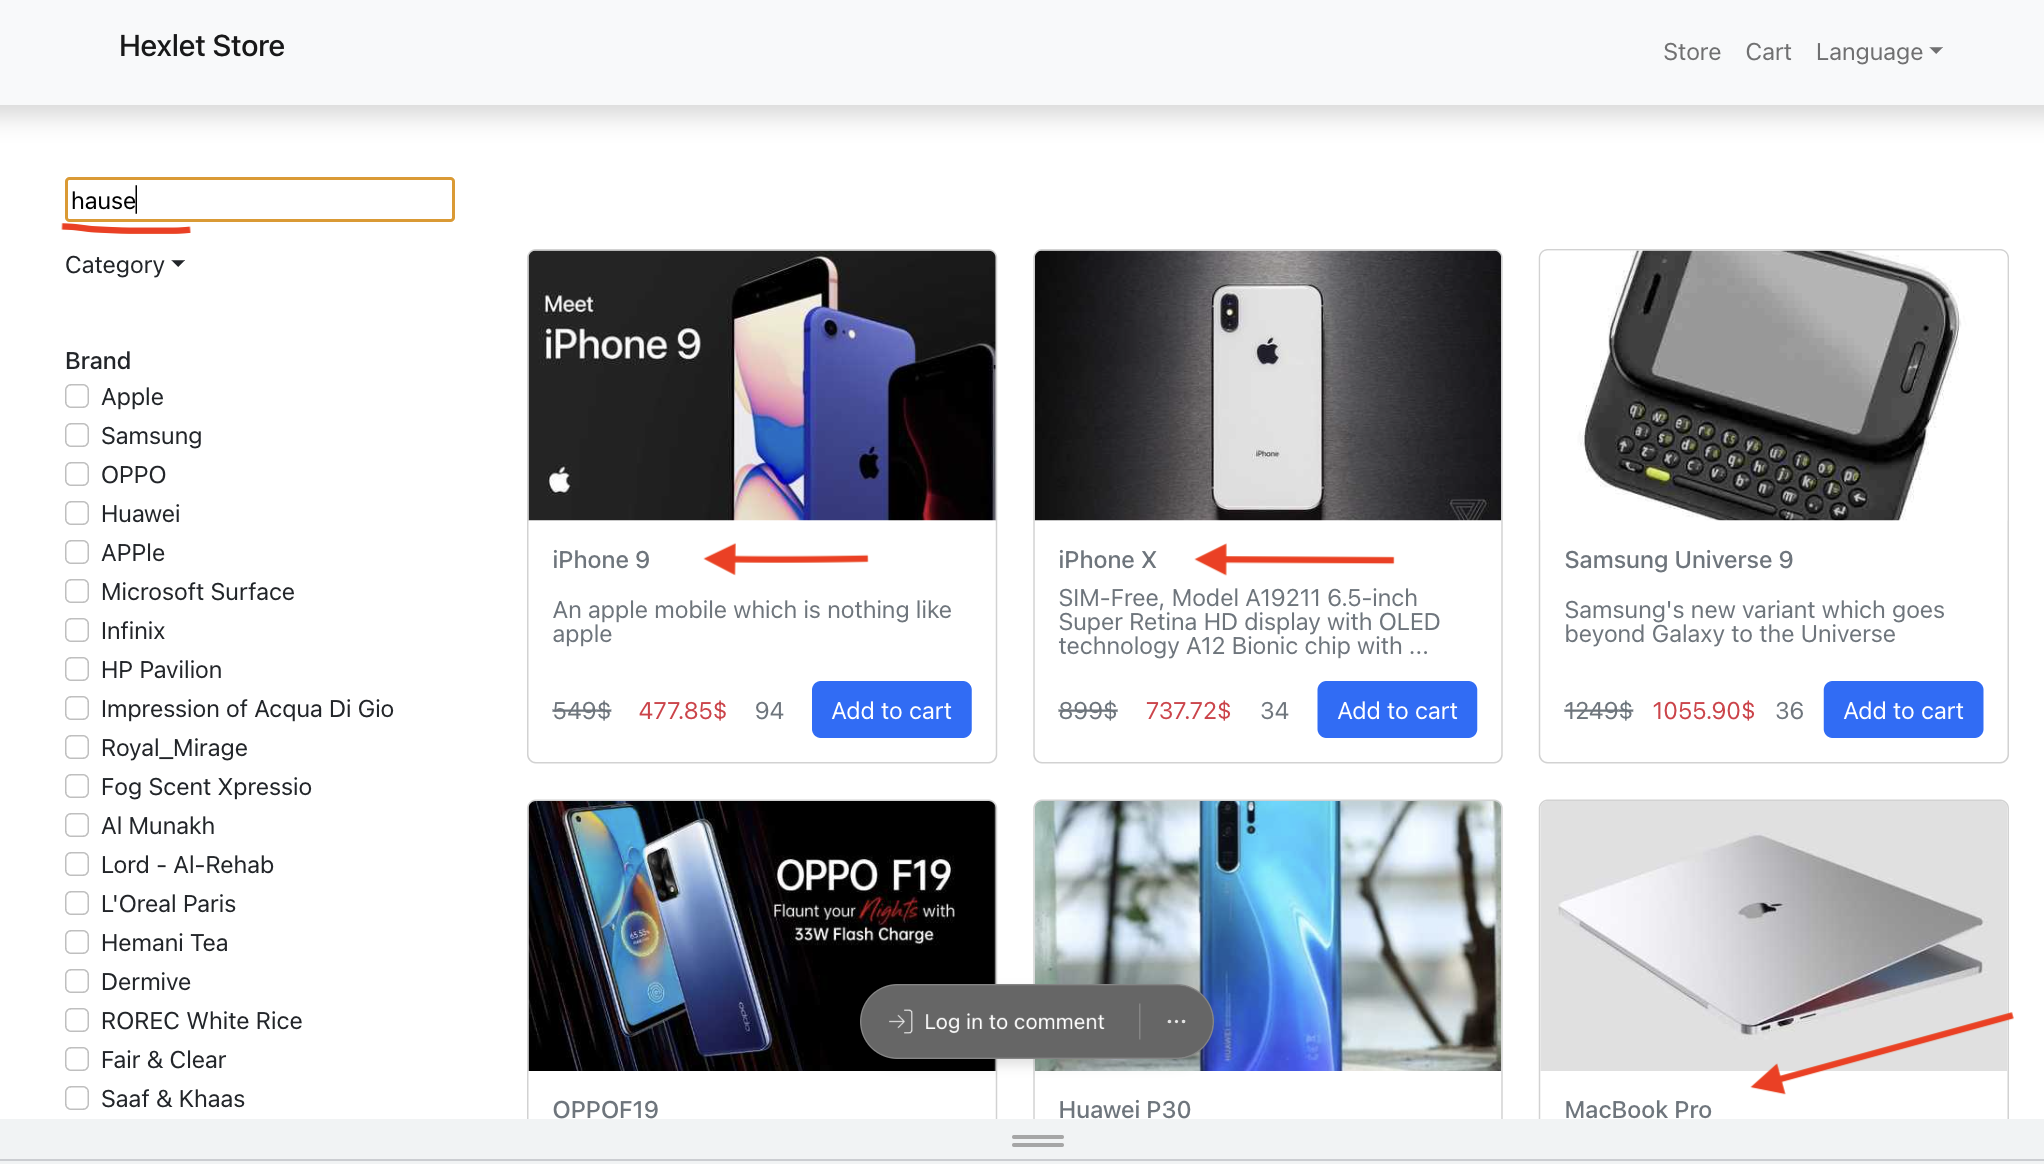 Hexlet Store
Store Cart Language
hause
Category
Brand
Apple
Samsung
OPPO
Huawei
APPle
Microsoft Surface
Infinix
HP Pavilion
Impression of Acqua Di Gio
Royal_Mirage
Fog Scent Xpressio
Al Munakh
Lord - Al-Rehab
L'Oreal Paris
Hemani Tea
Dermive
ROREC White Rice
Fair & Clear
Saaf & Khaas
Meet
iPhone 9
iPhone 9
An apple mobile which is nothing like
apple
549$ 477.85$ 94 Add to cart
iPhone
iPhone X
SIM-Free, Model A19211 6.5-inch
Super Retina HD display with OLED
technology A12 Bionic chip with ...
899$ 737.72$ 34 Add to cart
Samsung Universe 9
Samsung's new variant which goes
beyond Galaxy to the Universe
1249$ 1055.90$ 36 Add to cart
OPPO F19
Flaunt your Nights with
33W Flash Charge
oppo
OPPOF19
HUAWEI
Huawei P30
MacBook Pro
Log in to comment ...